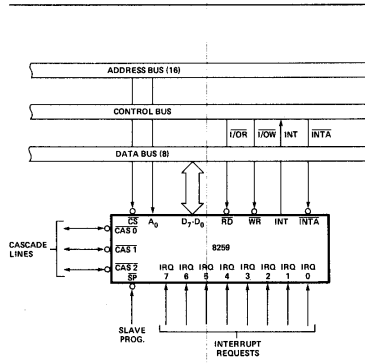 ADDRESS BUS (16)
CONTROL BUS
I/OR I/OW INT INTA
DATA BUS (8)
CS A0 D7-D0 RD WR INT INTA
CAS 0
8259
CASCADE
LINES
CAS 1
CAS 2
SP
IRQ IRQ IRQ IRQ IRQ IRQ IRQ IRQ
7 6 5 4 3 2 1 0
SLAVE
PROG.
INTERRUPT
REQUESTS